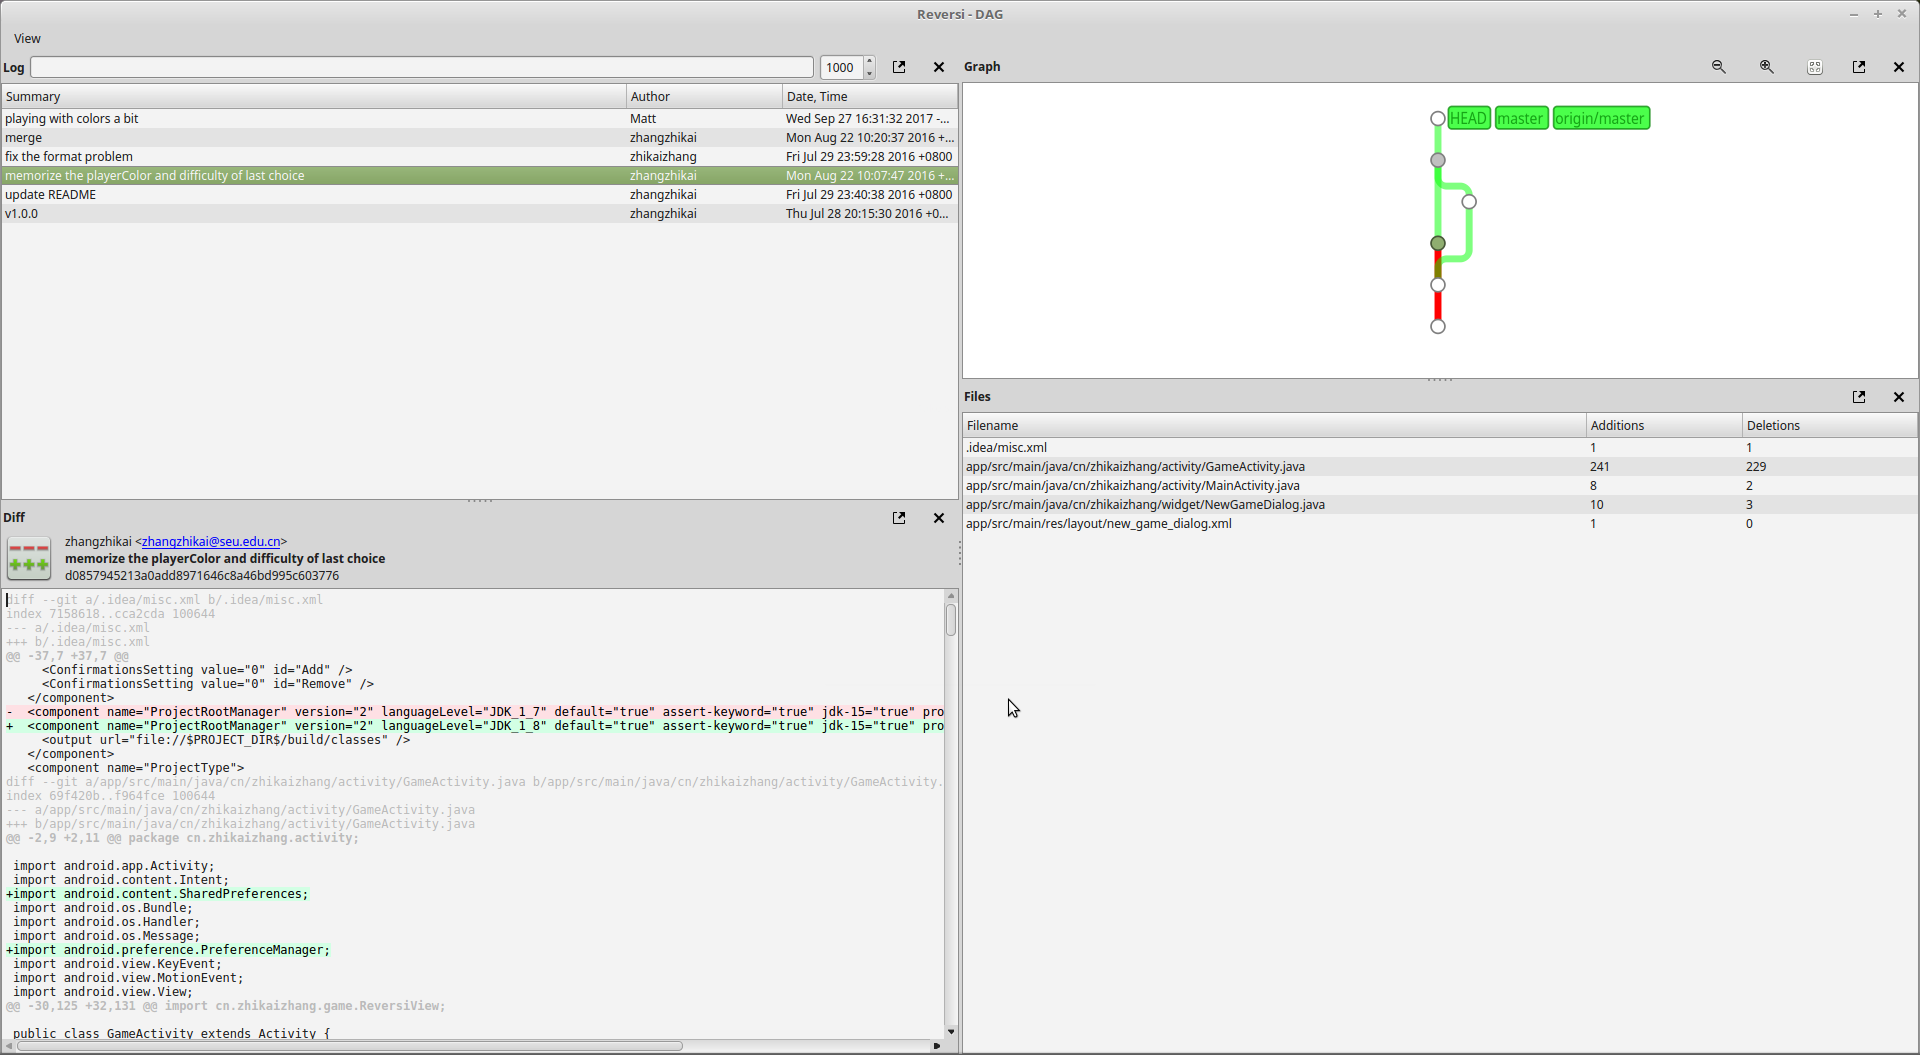 Reversi - DAG
View
Log 1000
Summary Author Date, Time
playing with colors a bit Matt Wed Sep 27 16:31:32 2017 -...
merge zhangzhikai Mon Aug 22 10:20:37 2016 +...
fix the format problem zhikaizhang Fri Jul 29 23:59:28 2016 +0800
memorize the playerColor and difficulty of last choice zhangzhikai Mon Aug 22 10:07:47 2016 +...
update README zhangzhikai Fri Jul 29 23:40:38 2016 +0800
v1.0.0 zhangzhikai Thu Jul 28 20:15:30 2016 +0...
Diff
zhangzhikai <zhangzhikai@seu.edu.cn>
memorize the playerColor and difficulty of last choice
d0857945213a0add8971646c8a46bd995c603776
diff --git a/.idea/misc.xml b/.idea/misc.xml
index 7158618..cca2cda 100644
--- a/.idea/misc.xml
+++ b/.idea/misc.xml
@@ -37,7 +37,7 @@
<ConfirmationsSetting value="0" id="Add" />
<ConfirmationsSetting value="0" id="Remove" />
</component>
- <component name="ProjectRootManager" version="2" languageLevel="JDK_1_7" default="true" assert-keyword="true" jdk-15="true" pro
+ <component name="ProjectRootManager" version="2" languageLevel="JDK_1_8" default="true" assert-keyword="true" jdk-15="true" pro
<output url="file://$PROJECT_DIR$/build/classes" />
</component>
<component name="ProjectType">
diff --git a/app/src/main/java/cn/zhikaizhang/activity/GameActivity.java b/app/src/main/java/cn/zhikaizhang/activity/GameActivity.
index 69f420b..f964fce 100644
--- a/app/src/main/java/cn/zhikaizhang/activity/GameActivity.java
+++ b/app/src/main/java/cn/zhikaizhang/activity/GameActivity.java
@@ -2,9 +2,11 @@ package cn.zhikaizhang.activity;
import android.app.Activity;
import android.content.Intent;
+import android.content.SharedPreferences;
import android.os.Bundle;
import android.os.Handler;
import android.os.Message;
+import android.preference.PreferenceManager;
import android.view.KeyEvent;
import android.view.MotionEvent;
import android.view.View;
@@ -30,125 +32,131 @@ import cn.zhikaizhang.game.ReversiView;
public class GameActivity extends Activity {
Graph
HEAD master origin/master
Files
Filename Additions Deletions
.idea/misc.xml 1 1
app/src/main/java/cn/zhikaizhang/activity/GameActivity.java 241 229
app/src/main/java/cn/zhikaizhang/activity/MainActivity.java 8 2
app/src/main/java/cn/zhikaizhang/widget/NewGameDialog.java 10 3
app/src/main/res/layout/new_game_dialog.xml 1 0